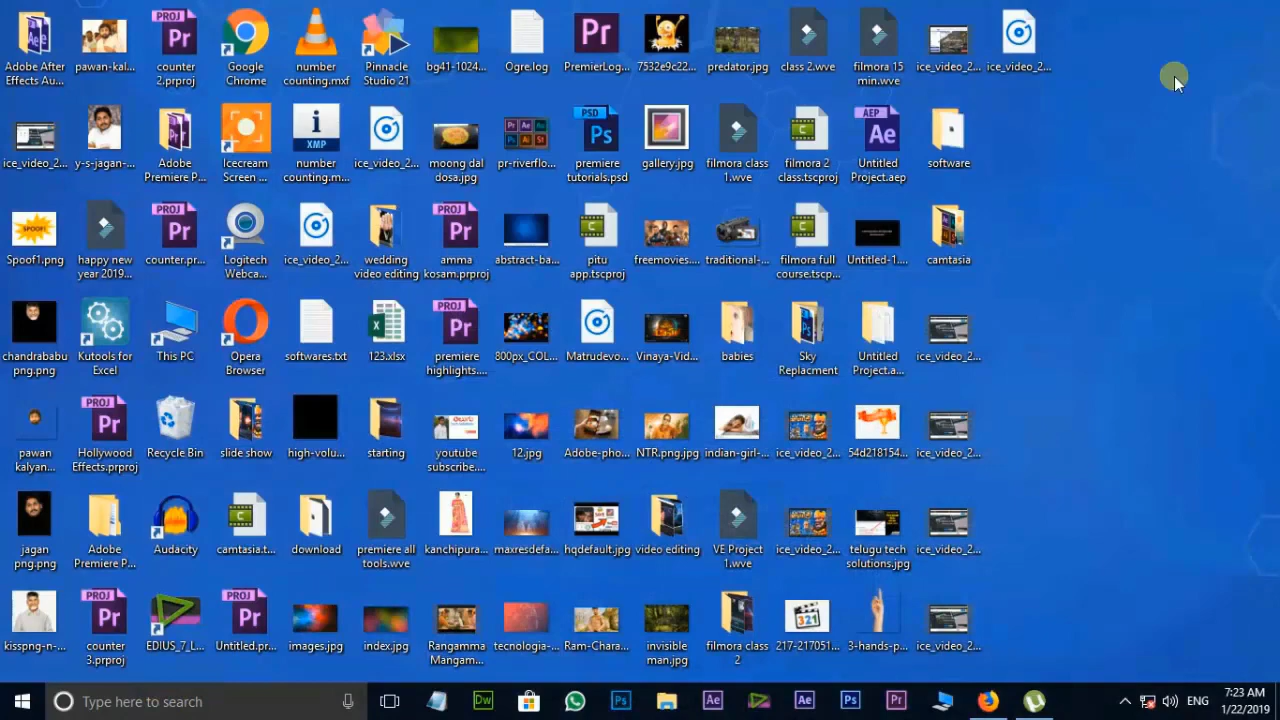 Adobe After
Effects Au...
pawan-kal...
counter
2.prproj
Google
Chrome
number
counting.mxf
Pinnacle
Studio 21
bg41-1024...
Ogre.log
PremierLog...
7532e9c22...
predator.jpg
class 2.wve
filmora 15
min.wve
ice_video_2...
ice_video_2...
ice_video_2...
y-s-jagan-...
Adobe
Premiere P...
Icecream
Screen ...
number
counting.m...
ice_video_2...
moong dal
dosa.jpg
pr-riverflo...
premiere
tutorials.psd
gallery.jpg
filmora class
1.wve
filmora 2
class.tscproj
Untitled
Project.aep
software
Spoof1.png
happy new
year 2019...
counter.pr...
Logitech
Webca...
ice_video_2...
wedding
video editing
amma
kosam.prproj
abstract-ba...
pitu
app.tscproj
freemovies....
traditional-...
filmora full
course.tscp...
Untitled-1....
camtasia
chandrababu
png.png
Kutools for
Excel
This PC
Opera
Browser
softwares.txt
123.xlsx
premiere
highlights....
800px_COL...
Matrudevo...
Vinaya-Vid...
babies
Sky
Replacment
Untitled
Project.a...
ice_video_2...
pawan
kalyan...
Hollywood
Effects.prproj
Recycle Bin
slide show
high-volu...
starting
youtube
subscribe....
12.jpg
Adobe-pho...
NTR.png.jpg
indian-girl-...
ice_video_2...
54d218154...
ice_video_2...
jagan
png.png
Adobe
Premiere P...
Audacity
camtasia.t...
download
premiere all
tools.wve
kanchipura...
maxresdefa...
hqdefault.jpg
video editing
VE Project
1.wve
ice_video_2...
telugu tech
solutions.jpg
ice_video_2...
kisspng-n-...
counter
3.prproj
EDIUS_7_L...
Untitled.pr...
images.jpg
index.jpg
Rangamma
Mangam...
tecnologia-...
Ram-Chara...
invisible
man.jpg
filmora class
2
217-217051...
3-hands-p...
ice_video_2...
Type here to search
ENG
1:23 AM
1/22/2019